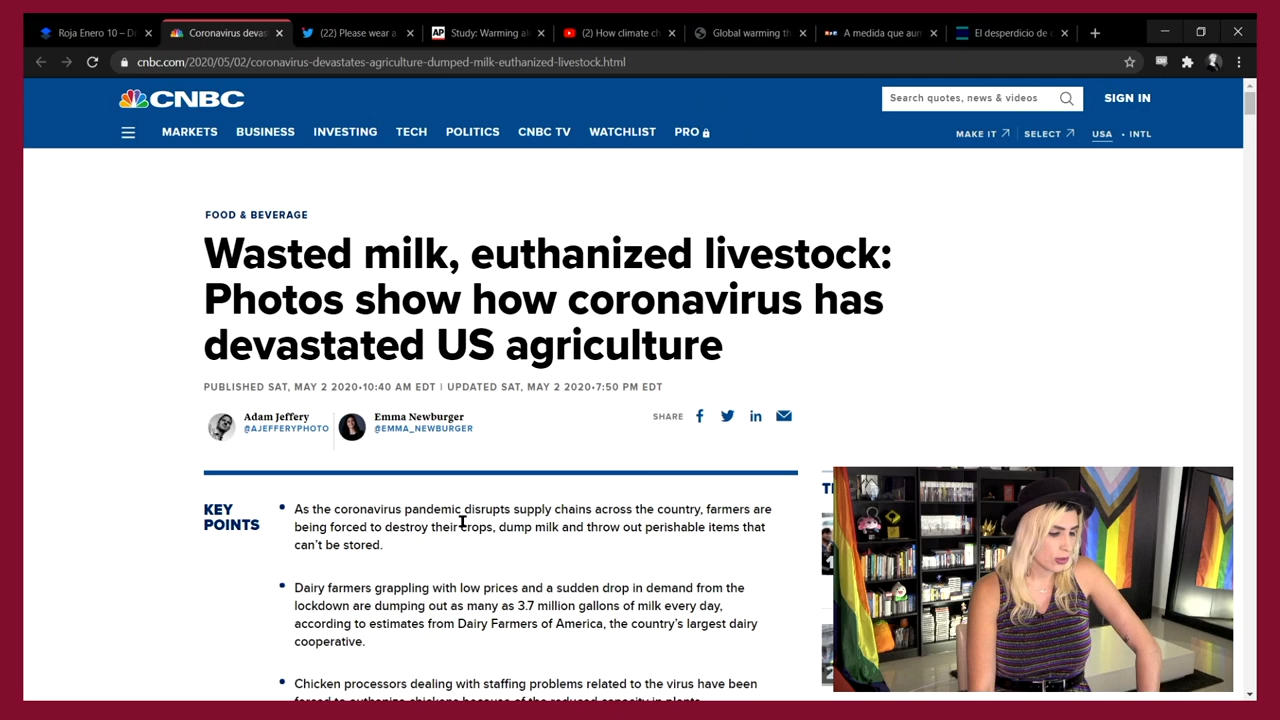 Roja Enero 10 – D
Coronavirus devas
(22) Please wear a
AP Study: Warming al
(2) How climate ch
Global warming th
A medida que au
El desperdicio de
cnbc.com/2020/05/02/coronavirus-devastates-agriculture-dumped-milk-euthanized-livestock.html
CNBC
Search quotes, news & videos
SIGN IN
MARKETS BUSINESS INVESTING TECH POLITICS CNBC TV WATCHLIST PRO
MAKE IT SELECT USA • INTL
FOOD & BEVERAGE
Wasted milk, euthanized livestock:
Photos show how coronavirus has
devastated US agriculture
PUBLISHED SAT, MAY 2 2020•10:40 AM EDT | UPDATED SAT, MAY 2 2020•7:50 PM EDT
Adam Jeffery
@AJEFFERYPHOTO
Emma Newburger
@EMMA_NEWBURGER
SHARE
KEY
POINTS
As the coronavirus pandemic disrupts supply chains across the country, farmers are
being forced to destroy their crops, dump milk and throw out perishable items that
can't be stored.
Dairy farmers grappling with low prices and a sudden drop in demand from the
lockdown are dumping out as many as 3.7 million gallons of milk every day,
according to estimates from Dairy Farmers of America, the country's largest dairy
cooperative.
Chicken processors dealing with staffing problems related to the virus have been
forced to euthanize chickens because of the reduced capacity in plants.